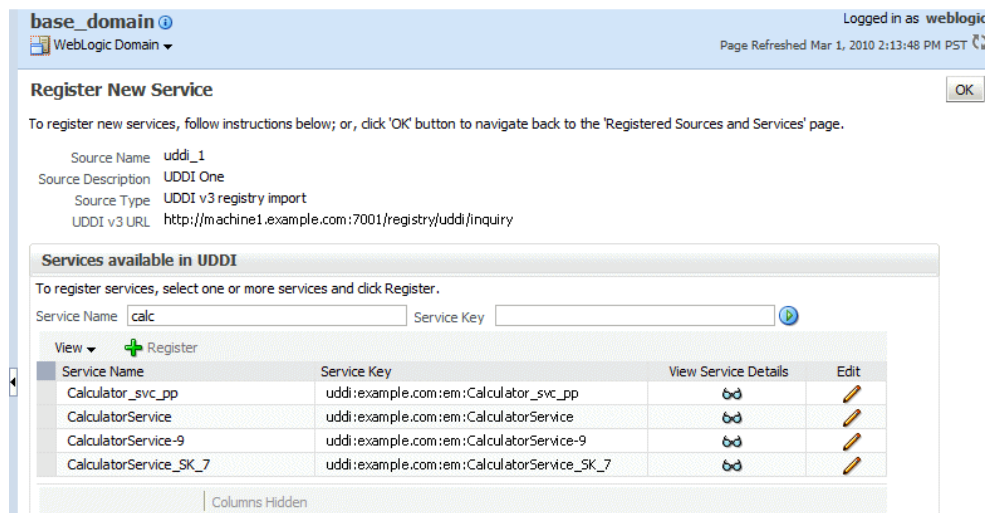 base_domain
Logged in as weblogic
WebLogic Domain
Page Refreshed Mar 1, 2010 2:13:48 PM PST
Register New Service
OK
To register new services, follow instructions below; or, click 'OK' button to navigate back to the 'Registered Sources and Services' page.
Source Name uddi_1
Source Description UDDI One
Source Type UDDI v3 registry import
UDDI v3 URL http://machine1.example.com:7001/registry/uddi/inquiry
Services available in UDDI
To register services, select one or more services and click Register.
Service Name calc Service Key
View Register
Service Name Service Key View Service Details Edit
Calculator_svc_pp uddi:example.com:em:Calculator_svc_pp
CalculatorService uddi:example.com:em:CalculatorService
CalculatorService-9 uddi:example.com:em:CalculatorService-9
CalculatorService_SK_7 uddi:example.com:em:CalculatorService_SK_7
Columns Hidden